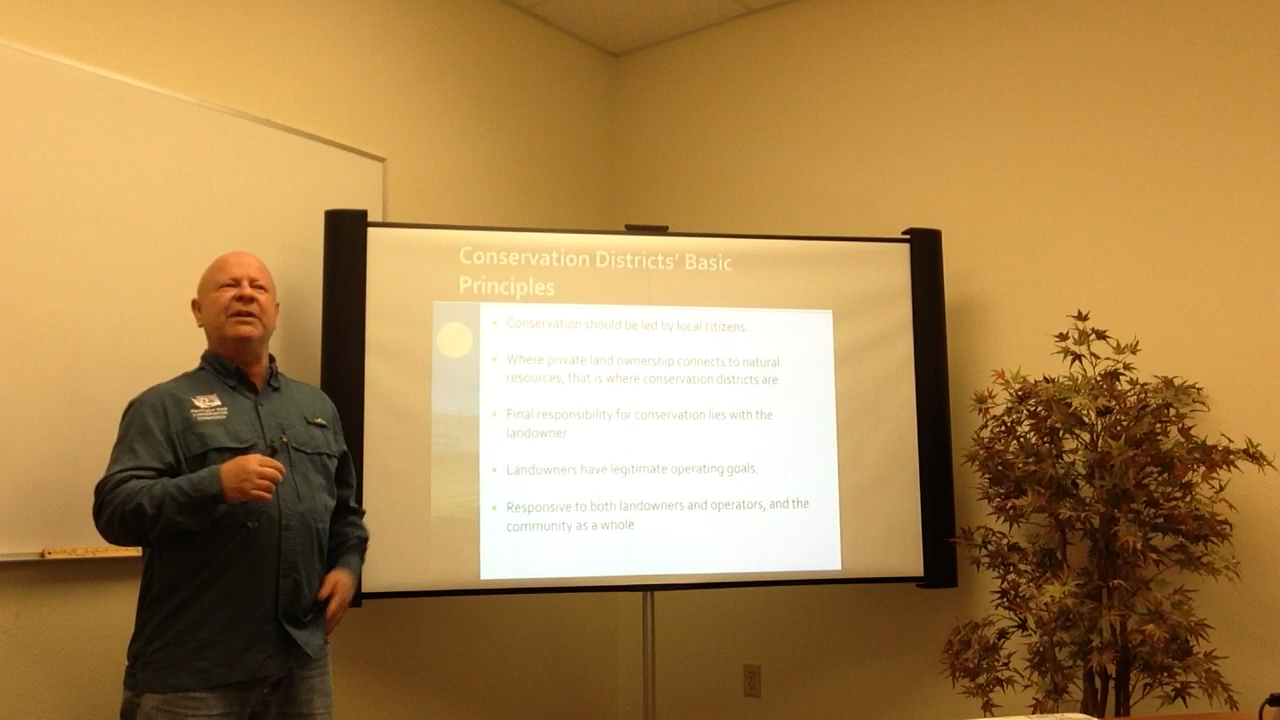 Conservation Districts' Basic
Principles
Conservation should be led by local citizens.
Where private land ownership connects to natural
resources, that is where conservation districts are.
Final responsibility for conservation lies with the
landowner
Landowners have legitimate operating goals
Responsive to both landowners and operators, and the
community as a whole